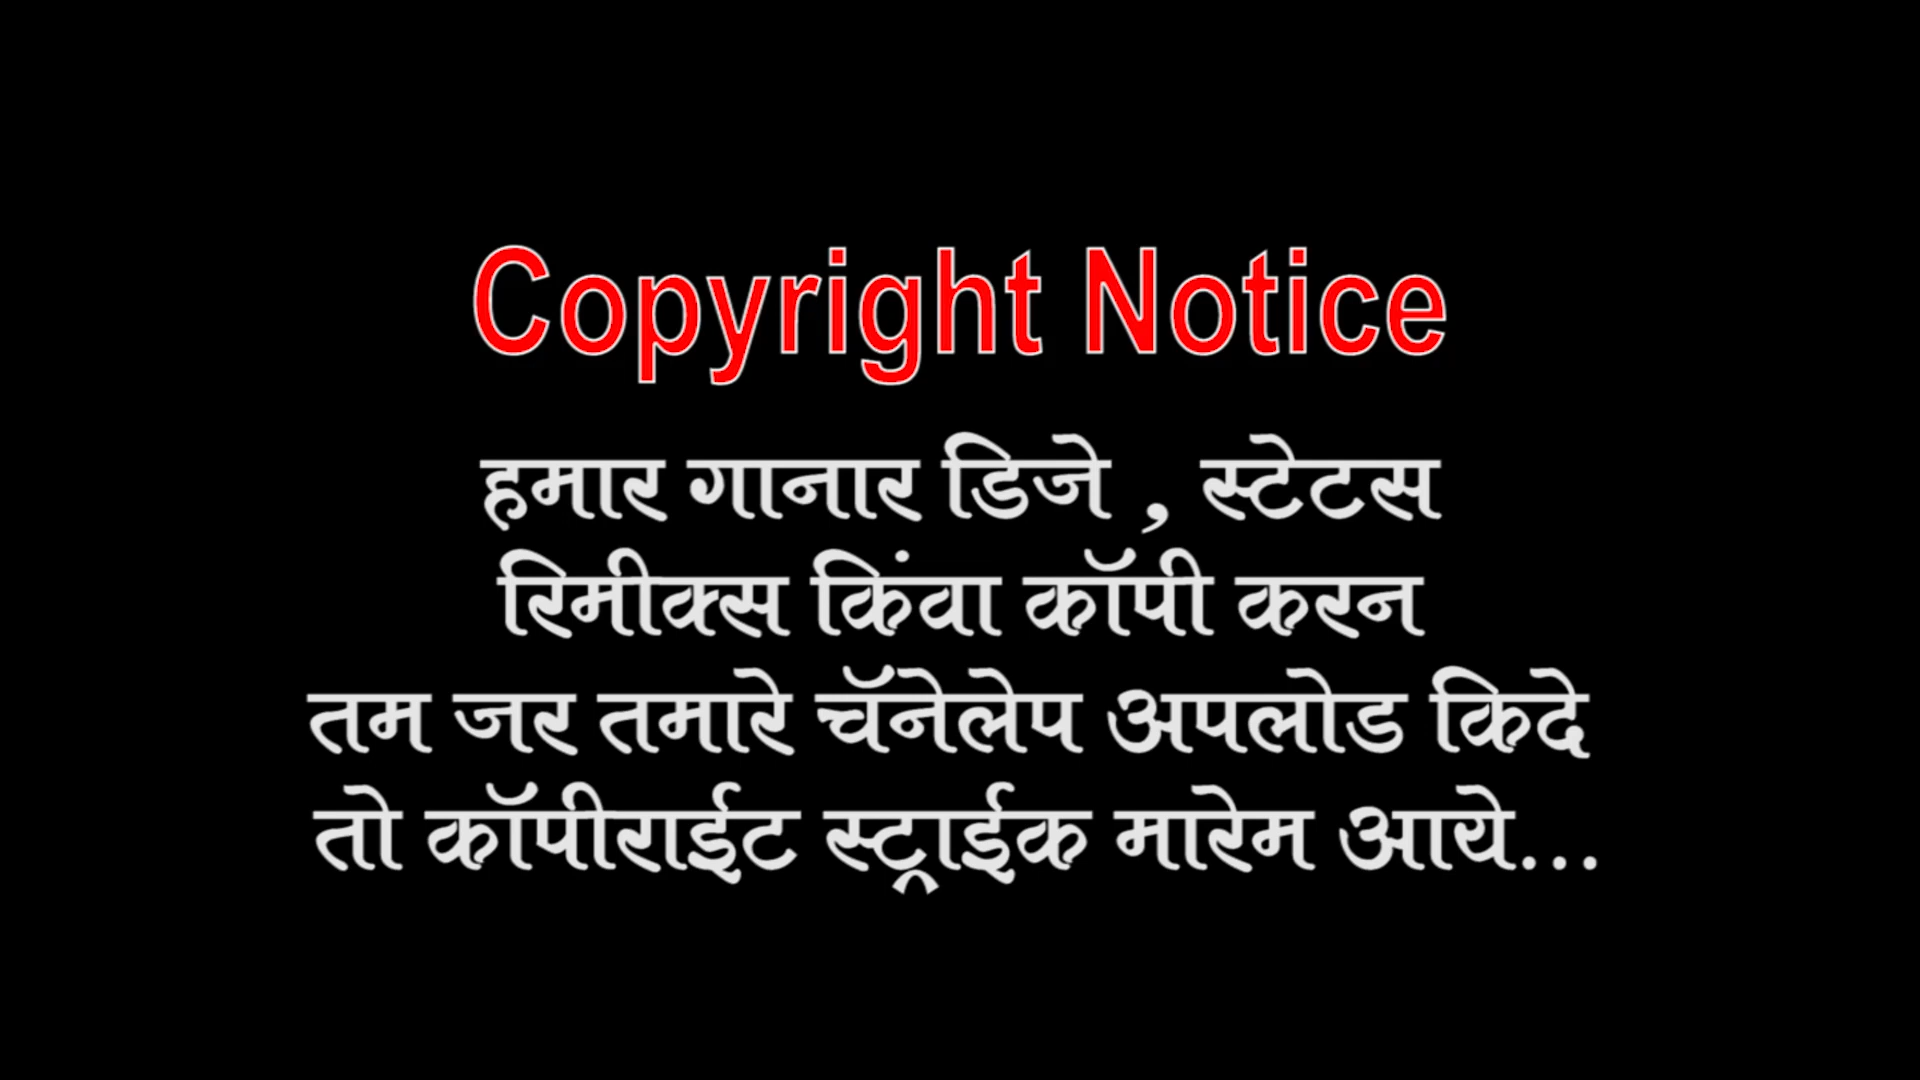 Copyright Notice
हमार गानार डिजे , स्टेटस
रिमीक्स किंवा कॉपी करन
तम जर तमारे चॅनेलेप अपलोड किदे
तो कॉपीराईट स्ट्राईक मारेम आये...